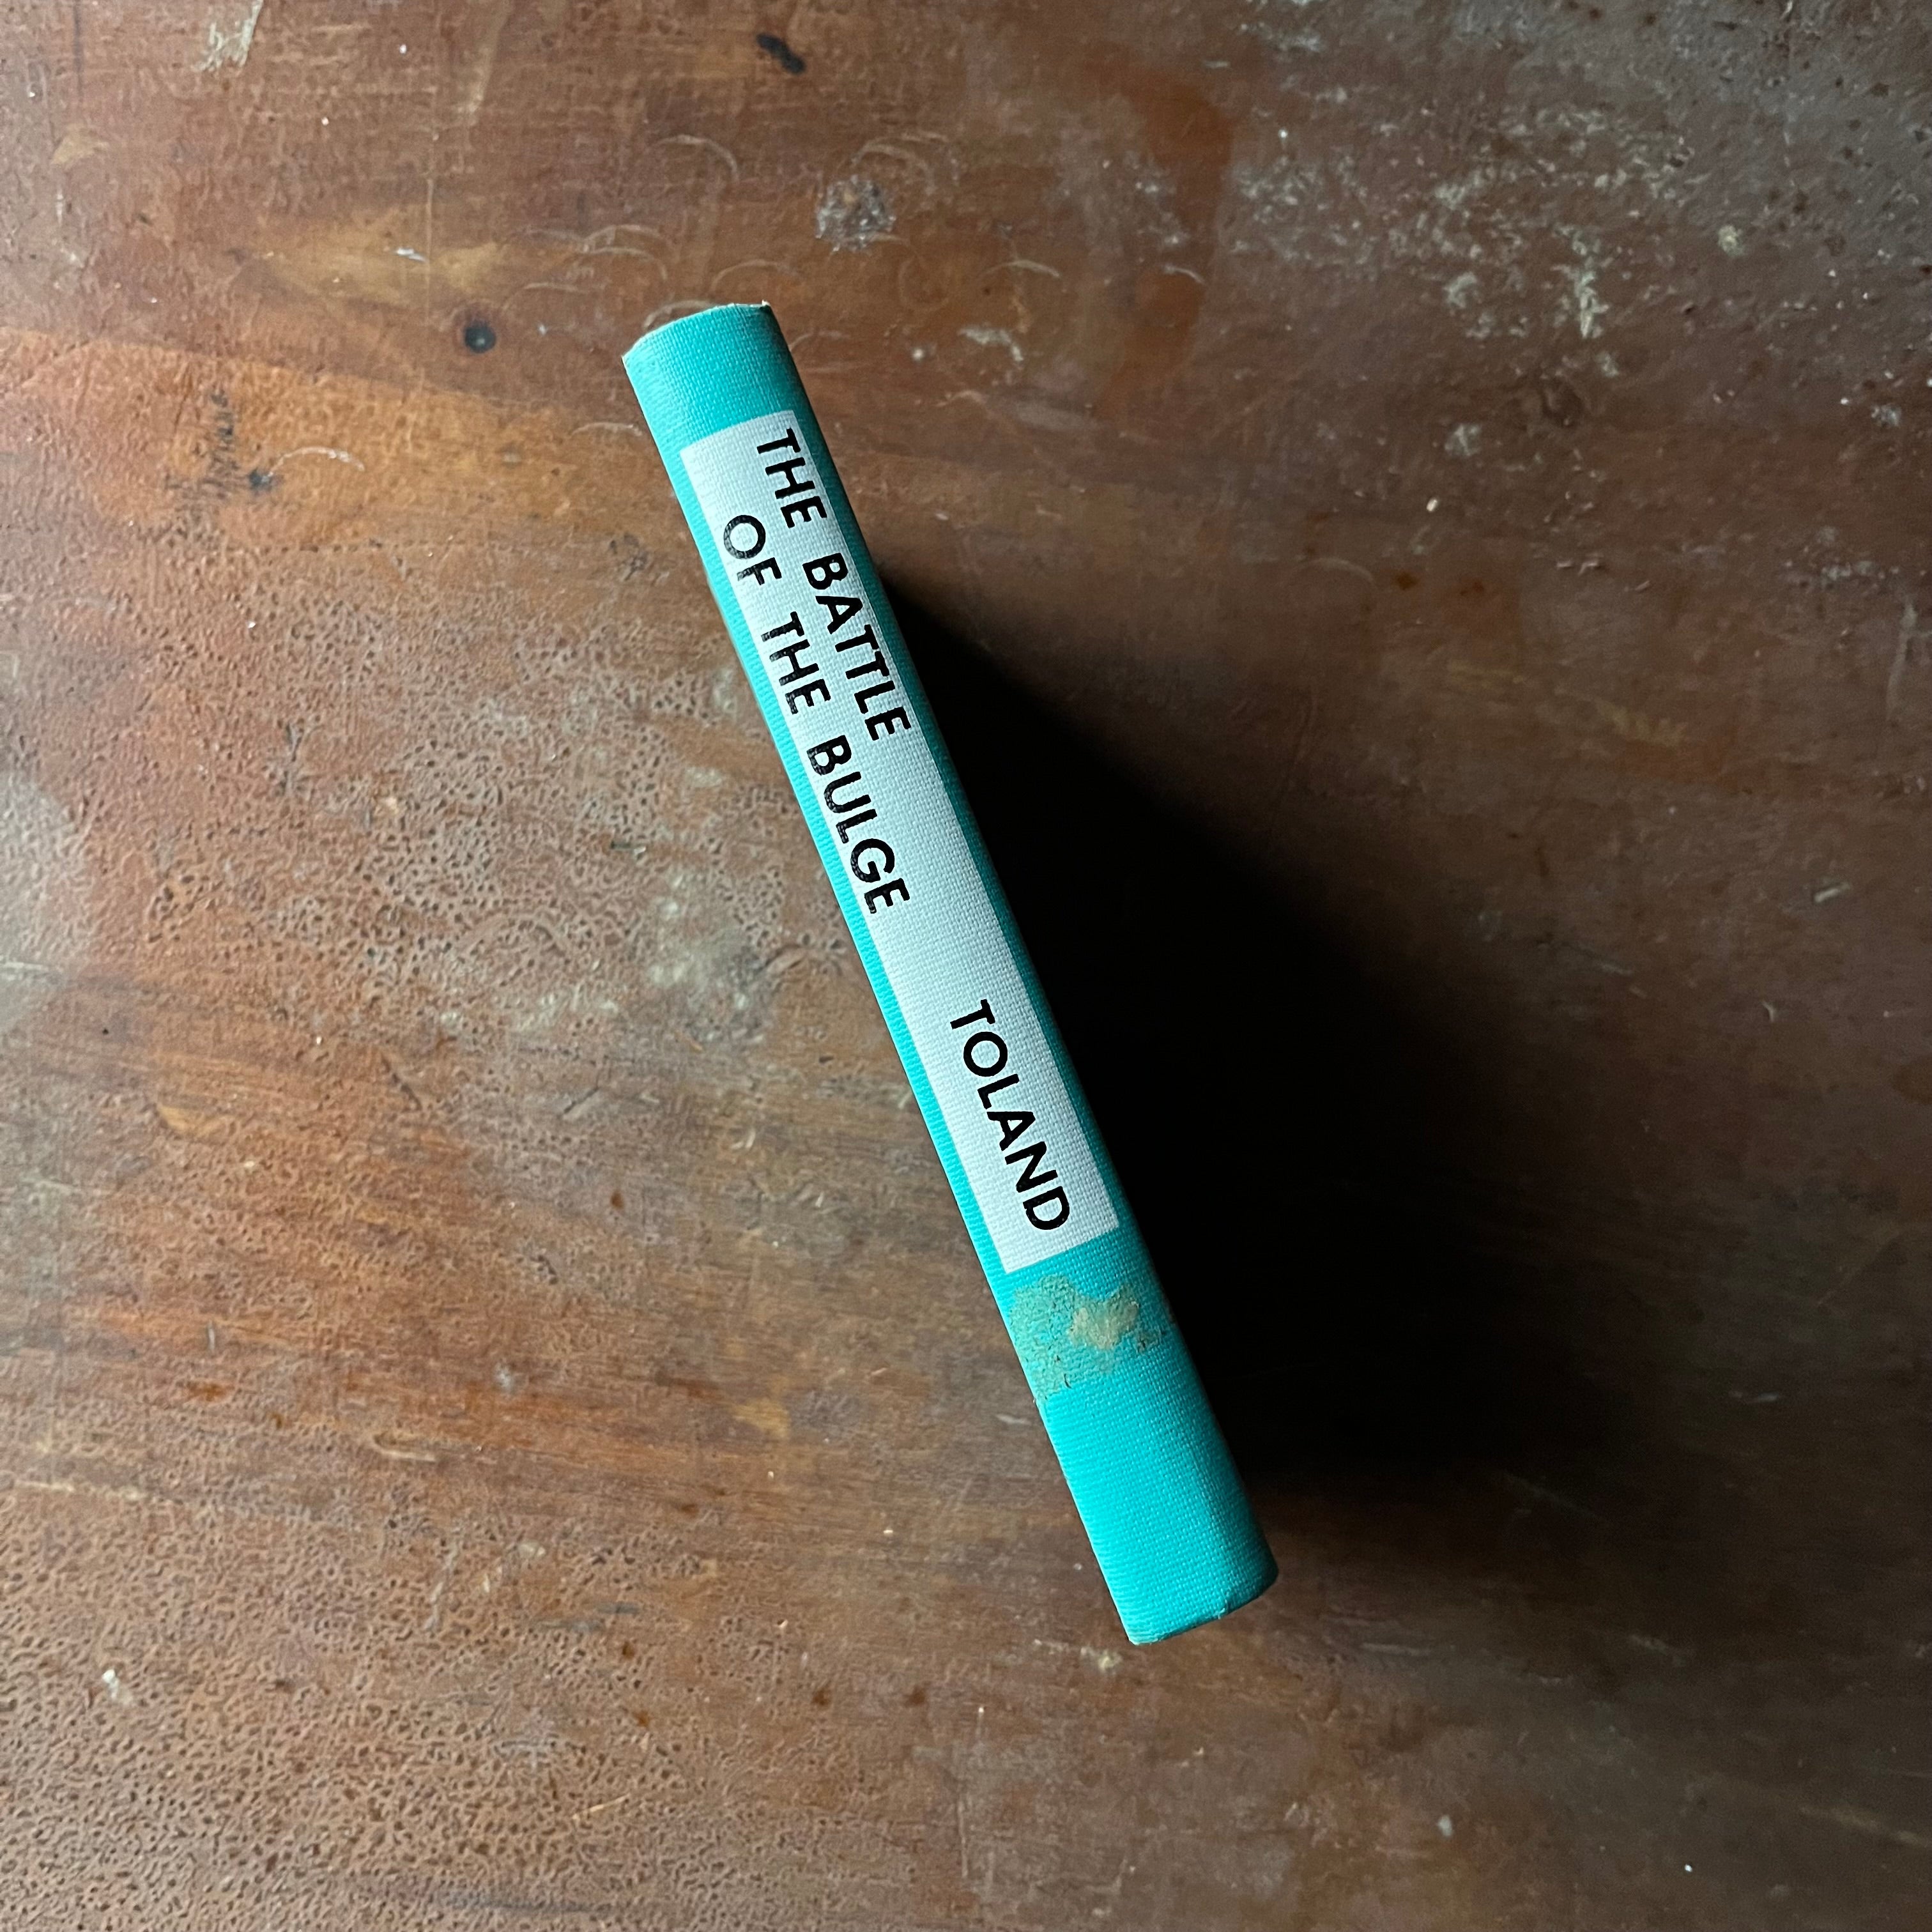 THE BATTLE
OF THE BULGE
TOLAND